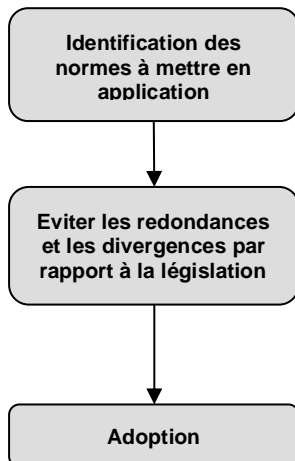 Identification des
normes à mettre en
application
Eviter les redondances
et les divergences par
rapport à la législation
Adoption